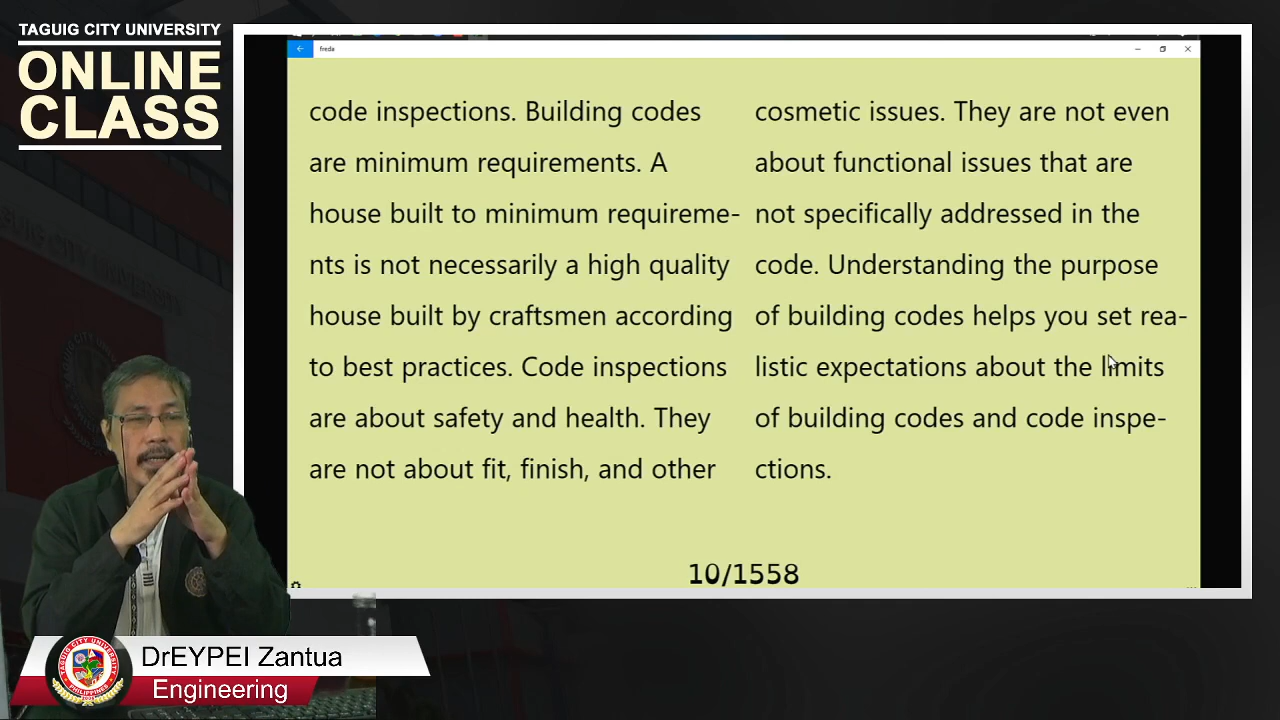 TAGUIG CITY UNIVERSITY
ONLINE
CLASS
freda
code inspections. Building codes
are minimum requirements. A
house built to minimum requireme-
nts is not necessarily a high quality
house built by craftsmen according
to best practices. Code inspections
are about safety and health. They
are not about fit, finish, and other
cosmetic issues. They are not even
about functional issues that are
not specifically addressed in the
code. Understanding the purpose
of building codes helps you set rea-
listic expectations about the limits
of building codes and code inspe-
ctions.
10/1558
DrEYPEI Zantua
Engineering